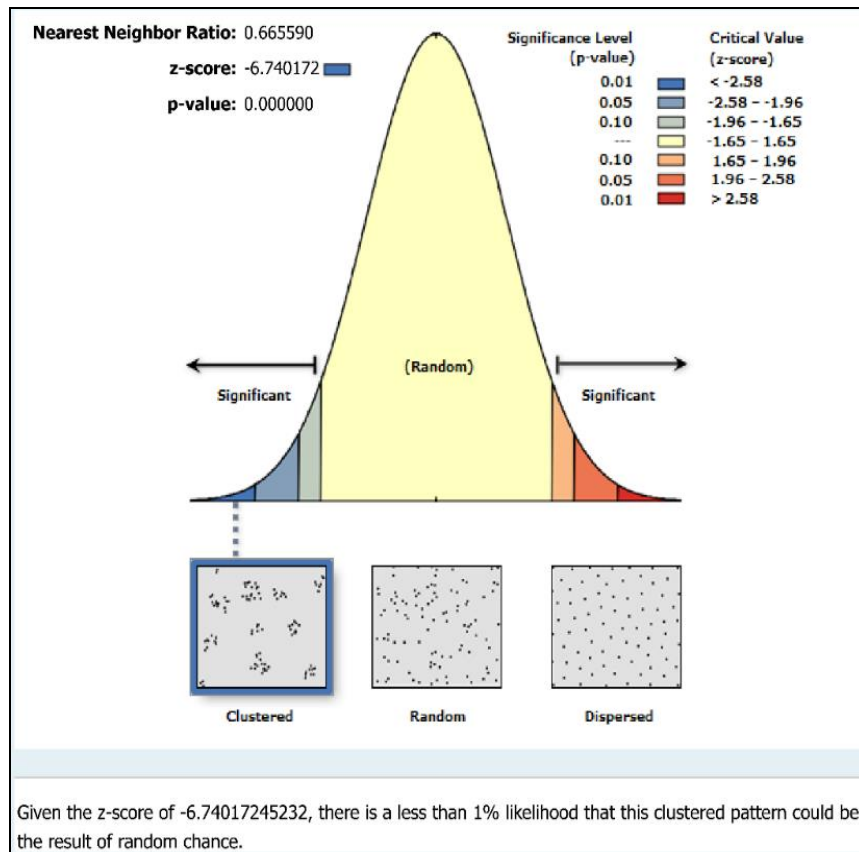 Nearest Neighbor Ratio: 0.665590
z-score: -6.740172
p-value: 0.000000
Significance Level
(p-value)
Critical Value
(z-score)
0.01 < -2.58
0.05 -2.58 – -1.96
0.10 -1.96 – -1.65
--- -1.65 – 1.65
0.10 1.65 – 1.96
0.05 1.96 – 2.58
0.01 > 2.58
(Random)
Significant
Significant
Clustered
Random
Dispersed
Given the z-score of -6.74017245232, there is a less than 1% likelihood that this clustered pattern could be
the result of random chance.